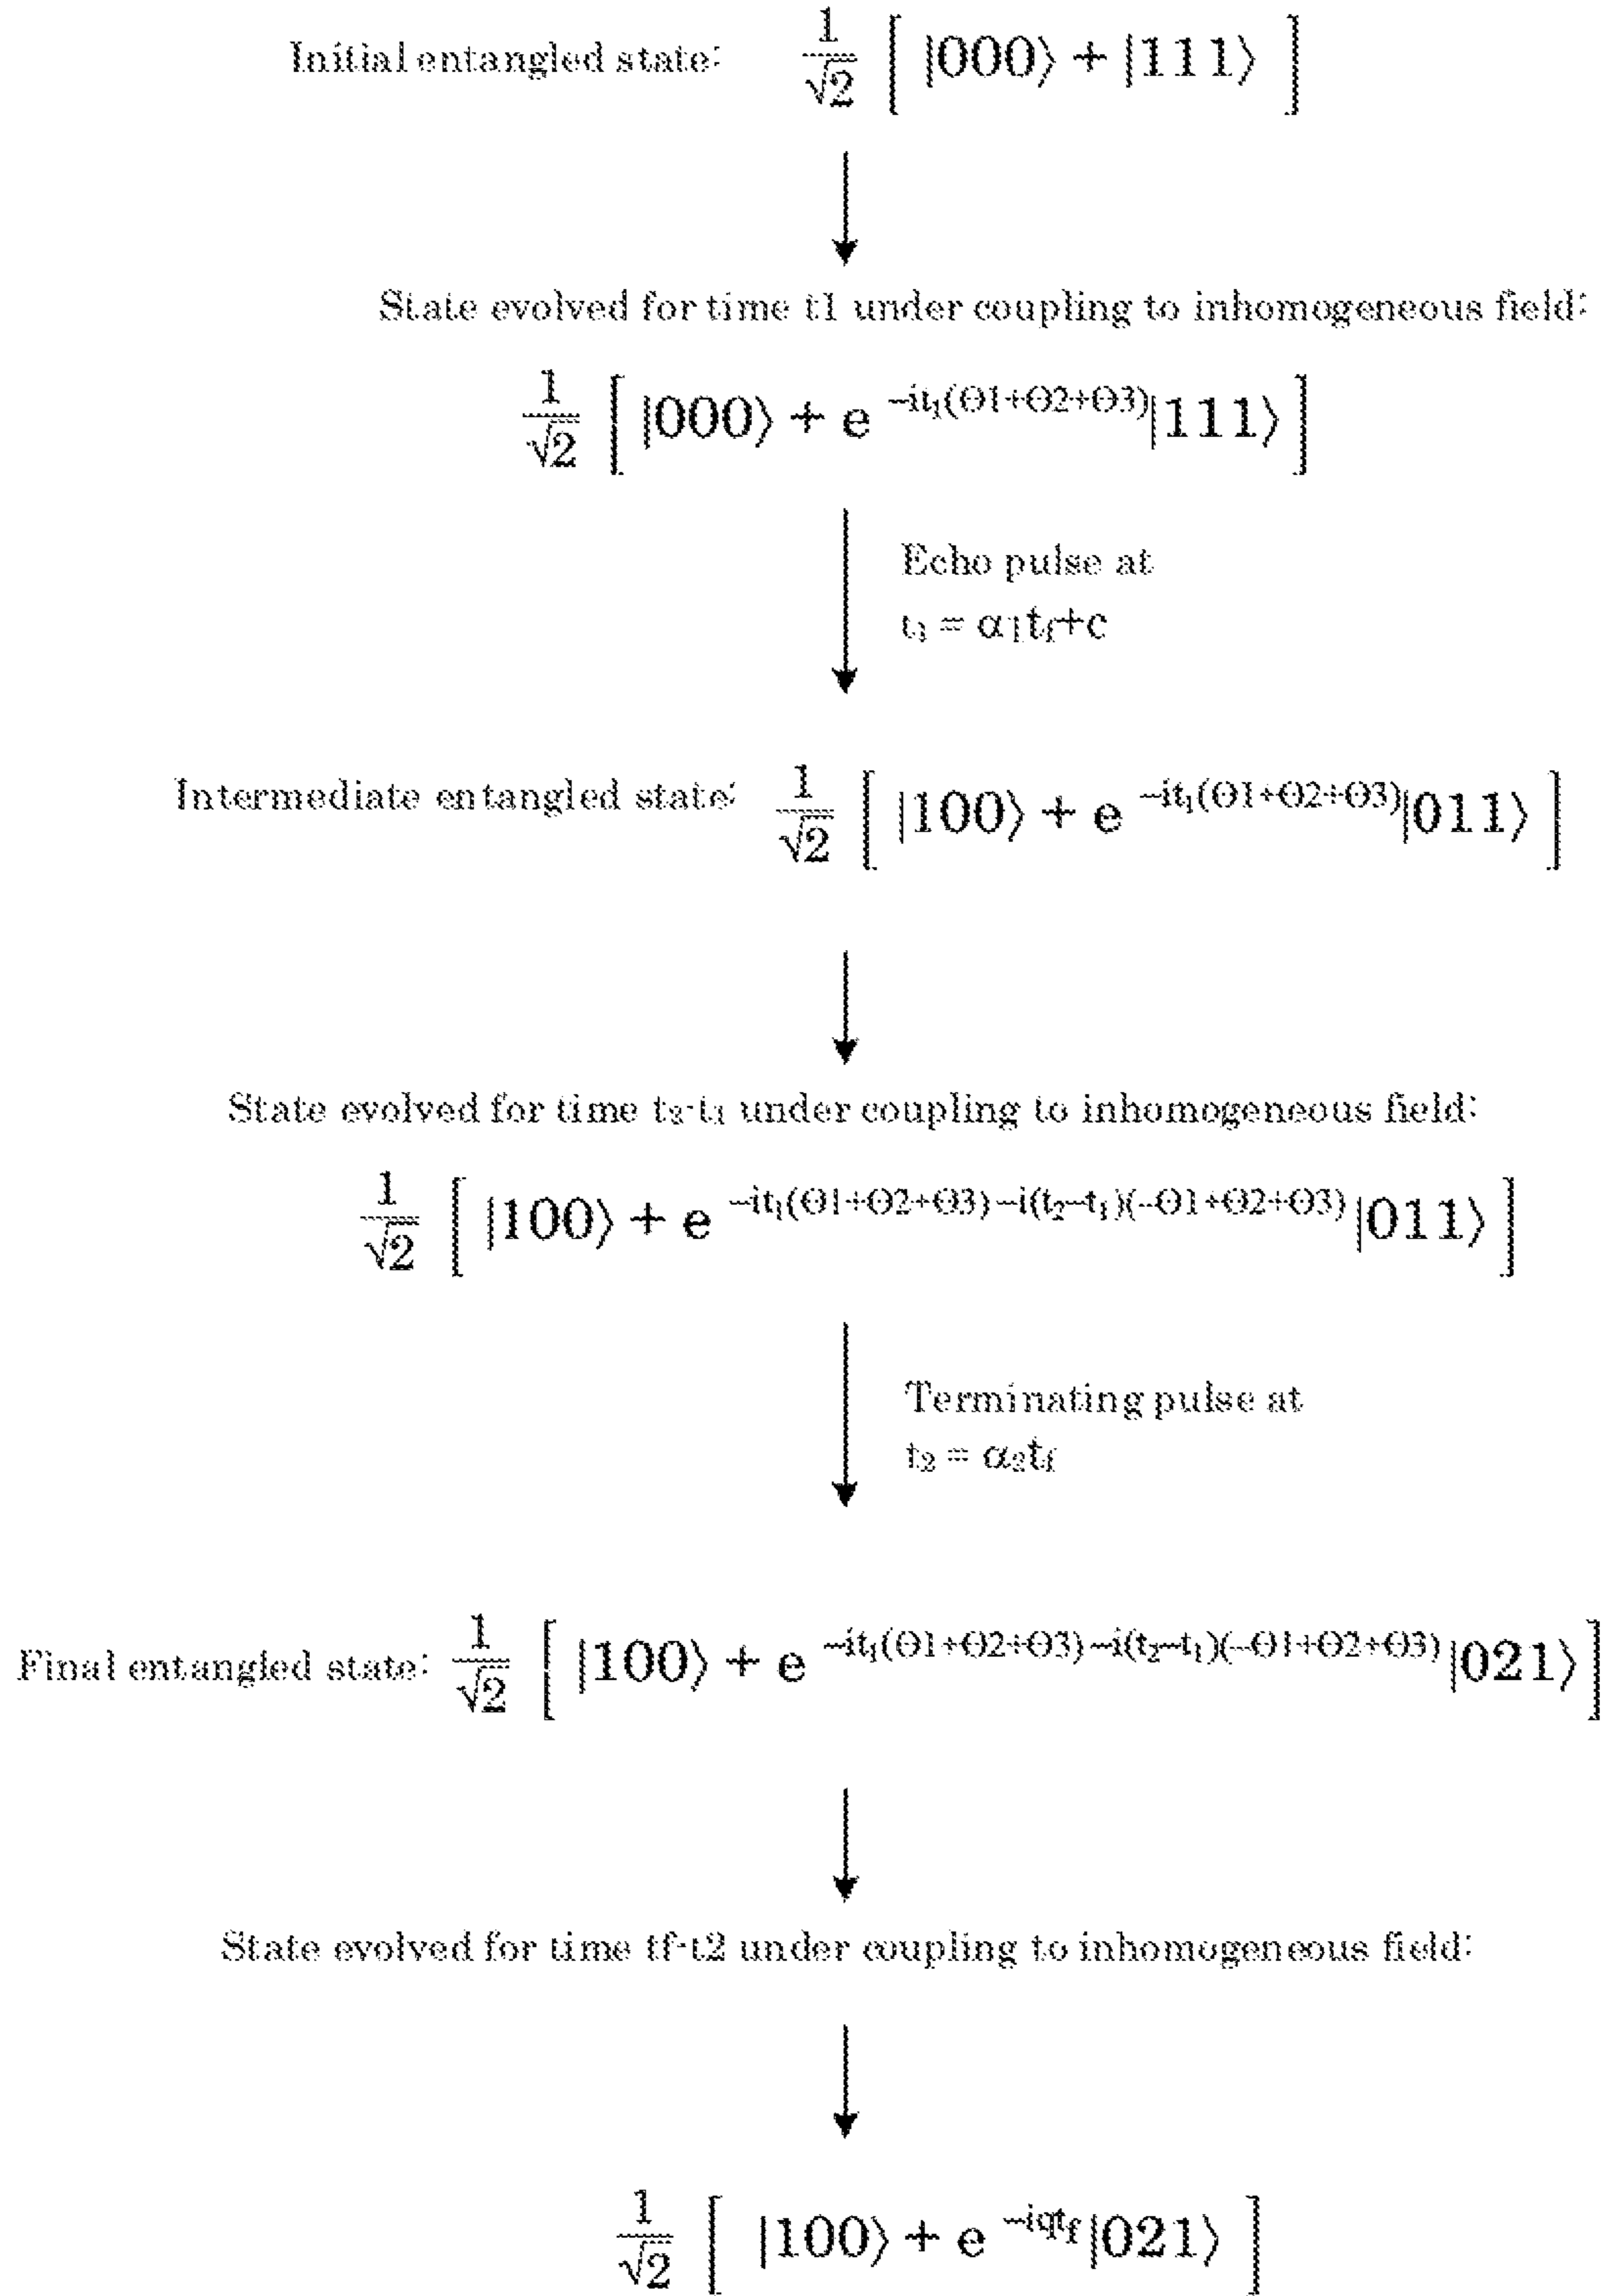 Initial entangled state: 1/√2 [ |000⟩ + |111⟩ ]
State evolved for time t1 under coupling to inhomogeneous field:
1/√2 [ |000⟩ + e^{-it₁(Θ1+Θ2+Θ3)}|111⟩ ]
Echo pulse at
t₁ = α₁t_f+c
Intermediate entangled state: 1/√2 [ |100⟩ + e^{-it₁(Θ1+Θ2+Θ3)}|011⟩ ]
State evolved for time t₂-t₁ under coupling to inhomogeneous field:
1/√2 [ |100⟩ + e^{-it₁(Θ1+Θ2+Θ3)-i(t₂-t₁)(-Θ1+Θ2+Θ3)}|011⟩ ]
Terminating pulse at
t₂ = α₂t_f
Final entangled state: 1/√2 [ |100⟩ + e^{-it₁(Θ1+Θ2+Θ3)-i(t₂-t₁)(-Θ1+Θ2+Θ3)}|021⟩ ]
State evolved for time tf-t2 under coupling to inhomogeneous field:
1/√2 [ |100⟩ + e^{-iqt_f}|021⟩ ]